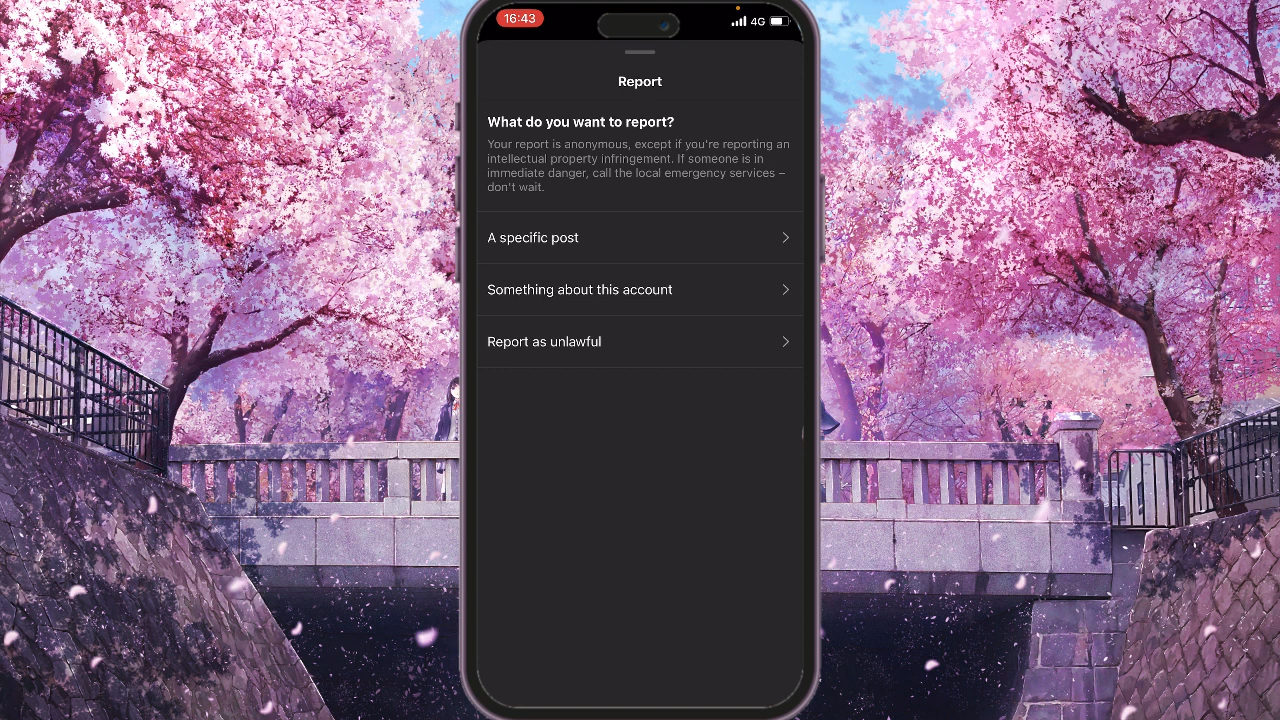 16:43
4G
Report
What do you want to report?
Your report is anonymous, except if you're reporting an
intellectual property infringement. If someone is in
immediate danger, call the local emergency services –
don't wait.
A specific post
Something about this account
Report as unlawful